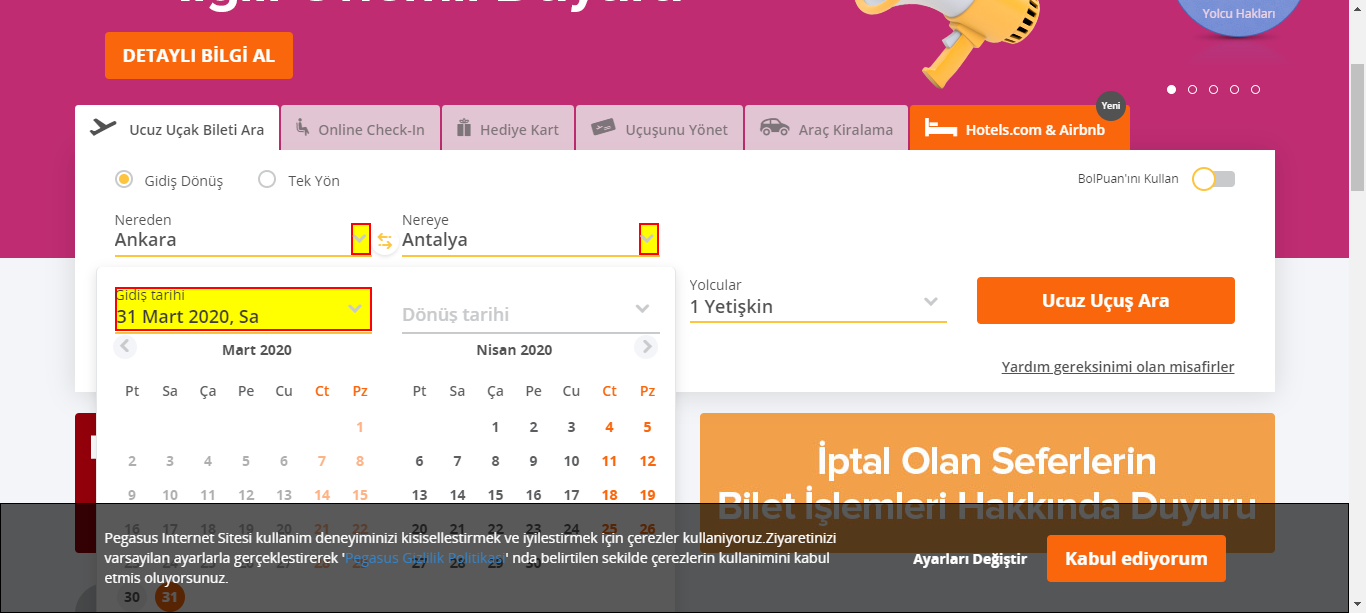 Yolcu Hakları
DETAYLI BİLGİ AL
Yeni
Ucuz Uçak Bileti Ara
Online Check-In
Hediye Kart
Uçuşunu Yönet
Araç Kiralama
Hotels.com & Airbnb
Gidiş Dönüş
Tek Yön
BolPuan'ını Kullan
Nereden
Nereye
Ankara
Antalya
Gidiş tarihi
31 Mart 2020, Sa
Dönüş tarihi
Yolcular
1 Yetişkin
Ucuz Uçuş Ara
Yardım gereksinimi olan misafirler
Mart 2020
Pt Sa Ça Pe Cu Ct Pz
1
2 3 4 5 6 7 8
9 10 11 12 13 14 15
16 17 18 19 20 21 22
30 31
Nisan 2020
Pt Sa Ça Pe Cu Ct Pz
1 2 3 4 5
6 7 8 9 10 11 12
13 14 15 16 17 18 19
20 21 22 23 24 25 26
27 28 29 30
İptal Olan Seferlerin
Bilet İşlemleri Hakkında Duyuru
Pegasus Internet Sitesi kullanim deneyiminizi kisisellestirmek ve iyilestirmek için çerezler kullaniyoruz.Ziyaretinizi
varsayilan ayarlarla gerçeklestirerek 'Pegasus Gizlilik Politikasi' nda belirtilen sekilde çerezlerin kullanimini kabul
etmis oluyorsunuz.
Ayarları Değiştir
Kabul ediyorum